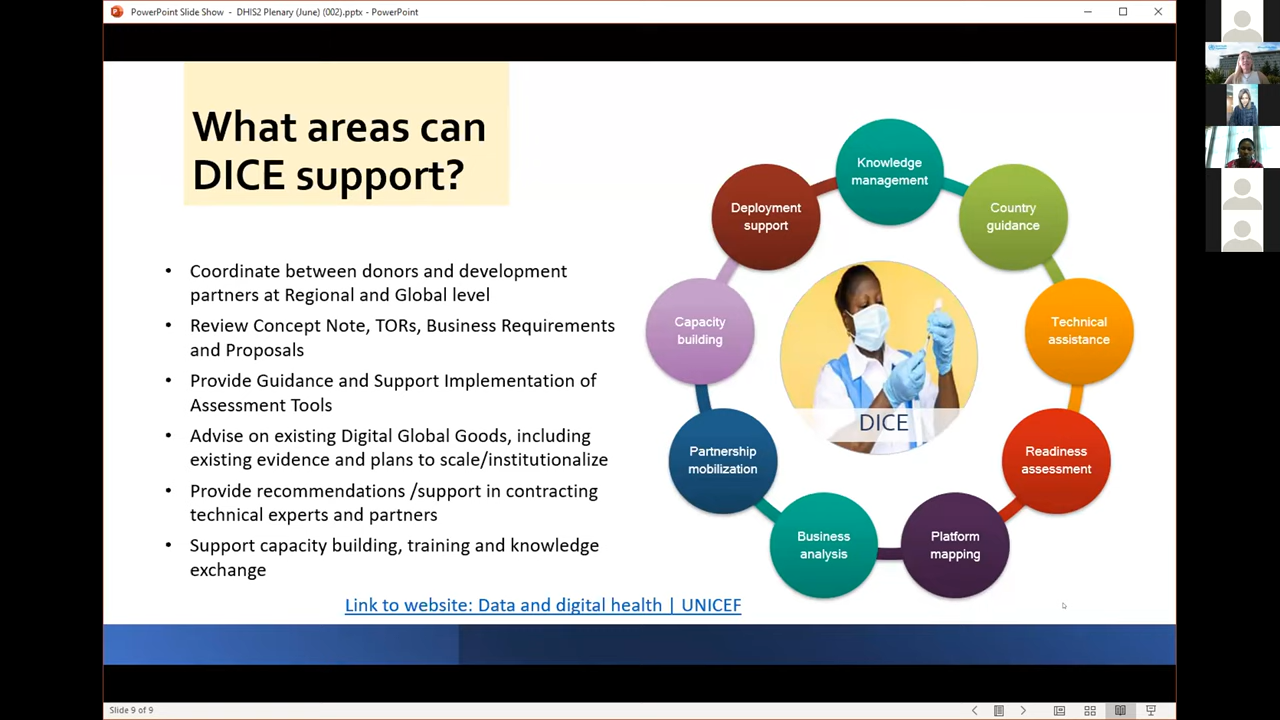 PowerPoint Slide Show - DHIS2 Plenary (June) (002).pptx - PowerPoint
What areas can
DICE support?
• Coordinate between donors and development
partners at Regional and Global level
• Review Concept Note, TORs, Business Requirements
and Proposals
• Provide Guidance and Support Implementation of
Assessment Tools
• Advise on existing Digital Global Goods, including
existing evidence and plans to scale/institutionalize
• Provide recommendations /support in contracting
technical experts and partners
• Support capacity building, training and knowledge
exchange
Link to website: Data and digital health | UNICEF
Knowledge
management
Country
guidance
Technical
assistance
Readiness
assessment
Platform
mapping
Business
analysis
Partnership
mobilization
Capacity
building
Deployment
support
DICE
Slide 9 of 9